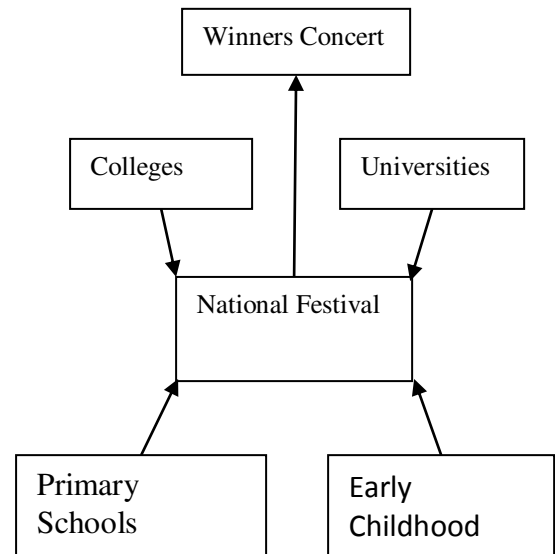 Winners Concert
Colleges
Universities
National Festival
Primary
Schools
Early
Childhood